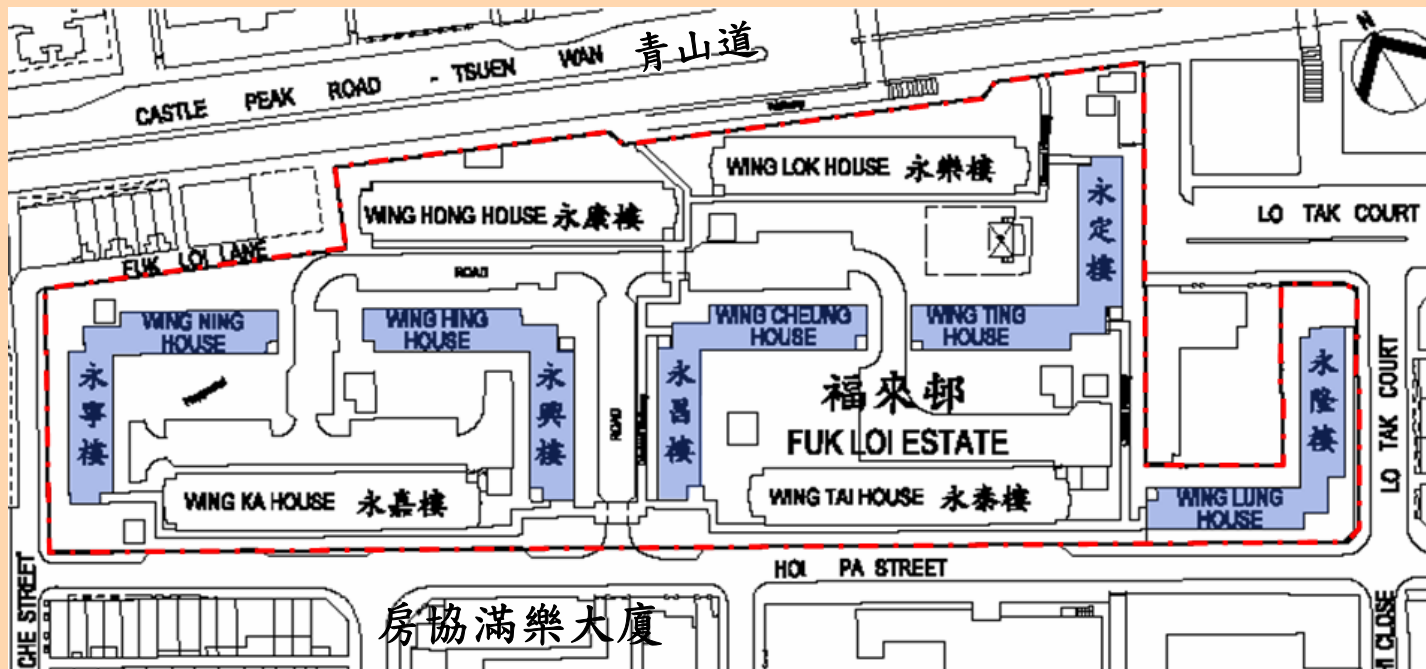 青山道
N
CASTLE PEAK ROAD - TSUEN WAN
WING LOK HOUSE 永樂樓
永定樓
WING HONG HOUSE 永康樓
LO TAK COURT
FUK LOI LANE
ROAD
WING NING HOUSE
WING HING HOUSE
WING CHEUNG HOUSE
WING TING HOUSE
永寧樓
永興樓
ROAD
永昌樓
福來邨
FUK LOI ESTATE
永隆樓
LO TAK COURT
WING KA HOUSE 永嘉樓
WING TAI HOUSE 永泰樓
WING LUNG HOUSE
HOI PA STREET
CHE STREET
房協滿樂大廈
CLOSE